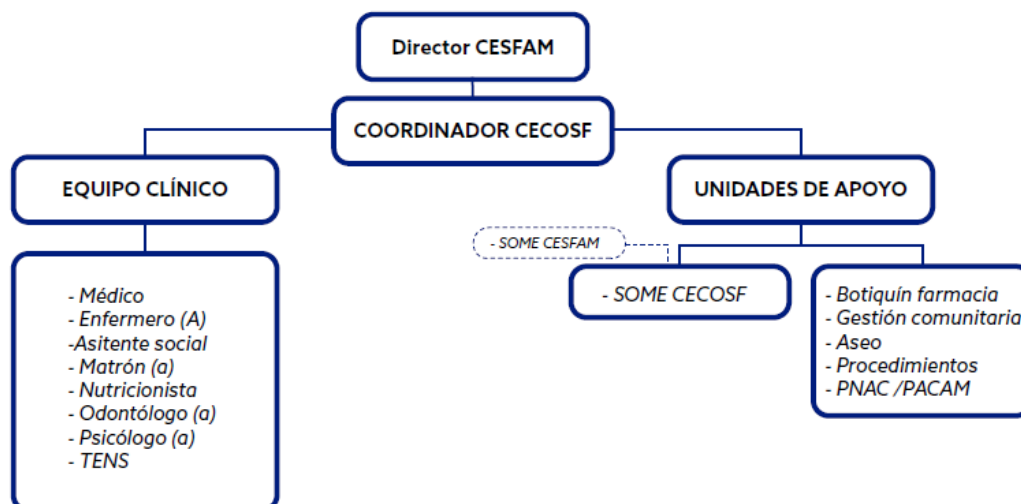 Director CESFAM
COORDINADOR CECOSF
EQUIPO CLÍNICO
UNIDADES DE APOYO
- SOME CESFAM
- SOME CECOSF
- Médico
- Enfermero (A)
-Asitente social
- Matrón (a)
- Nutricionista
- Odontólogo (a)
- Psicólogo (a)
- TENS
- Botiquín farmacia
- Gestión comunitaria
- Aseo
- Procedimientos
- PNAC /PACAM